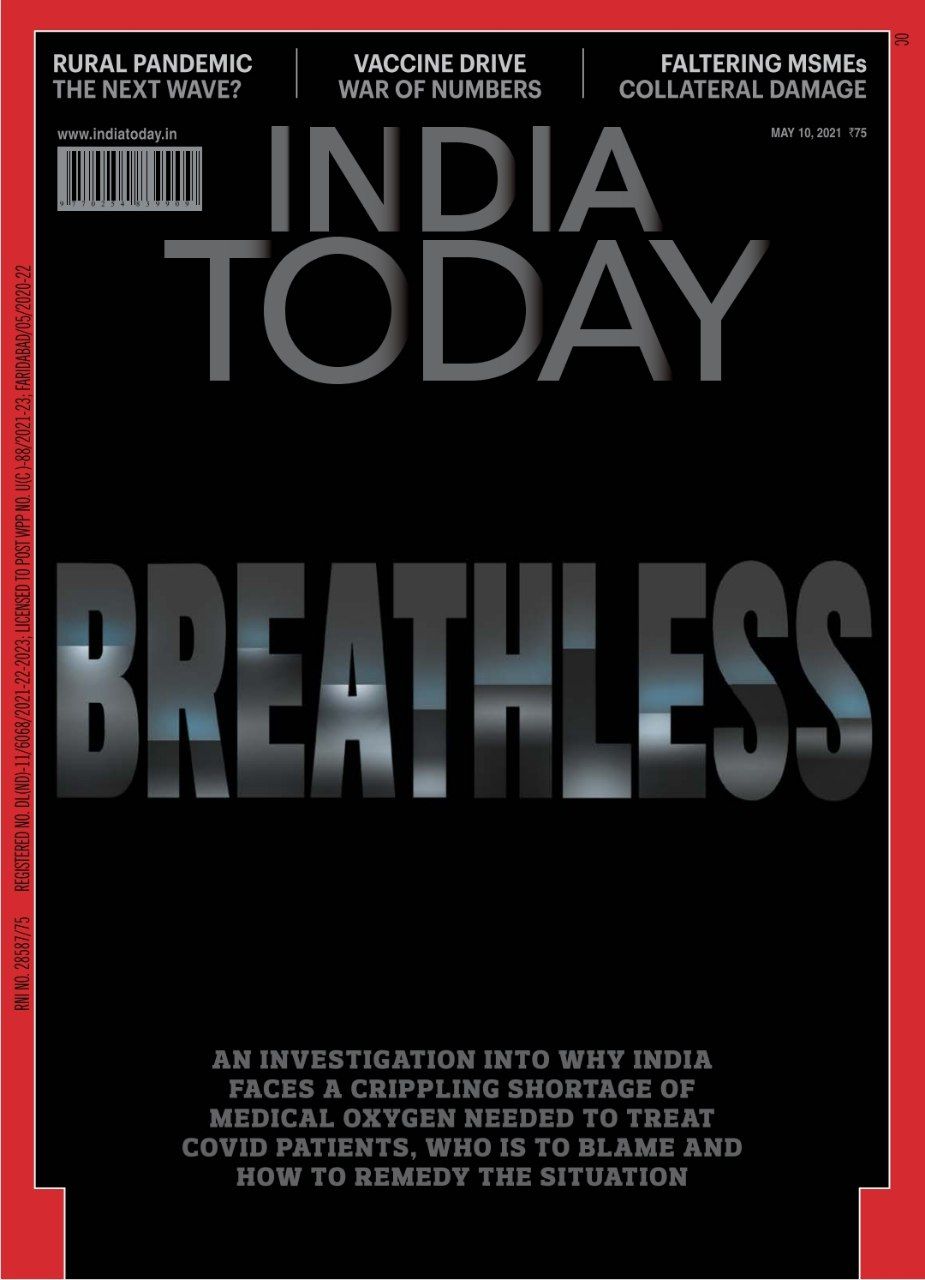 RURAL PANDEMIC
THE NEXT WAVE?
VACCINE DRIVE
WAR OF NUMBERS
FALTERING MSMEs
COLLATERAL DAMAGE
www.indiatoday.in
MAY 10, 2021 ₹75
9 770254 839909
INDIA
TODAY
BREATHLESS
AN INVESTIGATION INTO WHY INDIA
FACES A CRIPPLING SHORTAGE OF
MEDICAL OXYGEN NEEDED TO TREAT
COVID PATIENTS, WHO IS TO BLAME AND
HOW TO REMEDY THE SITUATION
RNI NO. 28587/75 REGISTERED NO. DL(ND)-11/6068/2021-22-2023; LICENSED TO POST WPP NO. U(C)-88/2021-23; FARIDABAD/05/2020-22